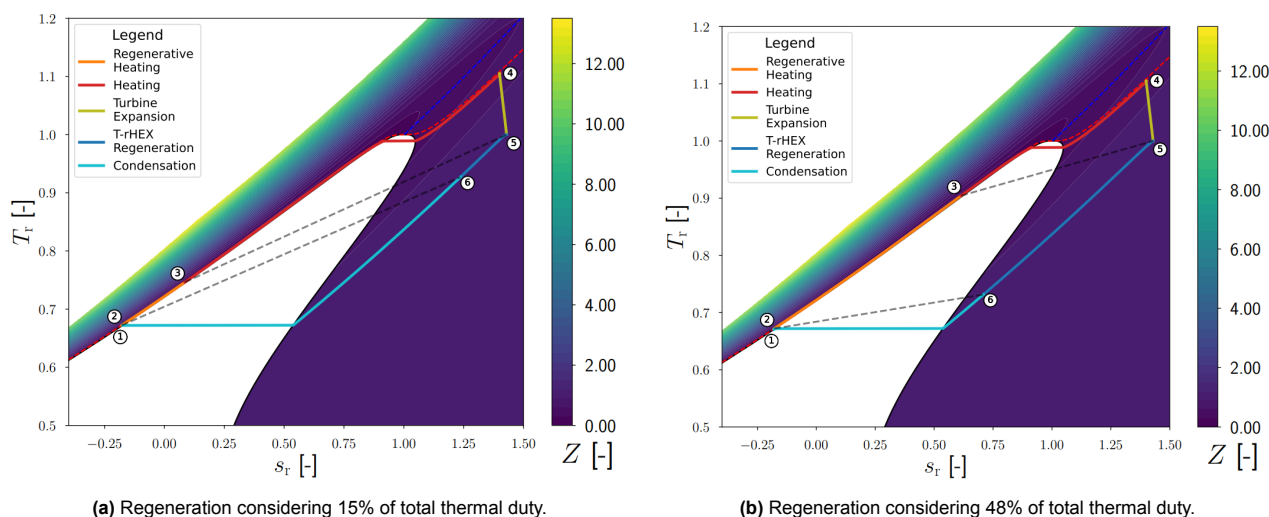 Legend
Regenerative
Heating
Heating
Turbine
Expansion
T-rHEX
Regeneration
Condensation
1.2
1.1
1.0
0.9
0.8
0.7
0.6
0.5
T_r [-]
−0.25 0.00 0.25 0.50 0.75 1.00 1.25 1.50
s_r [-]
1 2 3 4 5 6
12.00
10.00
8.00
6.00
4.00
2.00
0.00
Z [-]
(a) Regeneration considering 15% of total thermal duty.
Legend
Regenerative
Heating
Heating
Turbine
Expansion
T-rHEX
Regeneration
Condensation
1.2
1.1
1.0
0.9
0.8
0.7
0.6
0.5
T_r [-]
−0.25 0.00 0.25 0.50 0.75 1.00 1.25 1.50
s_r [-]
1 2 3 4 5 6
12.00
10.00
8.00
6.00
4.00
2.00
0.00
Z [-]
(b) Regeneration considering 48% of total thermal duty.